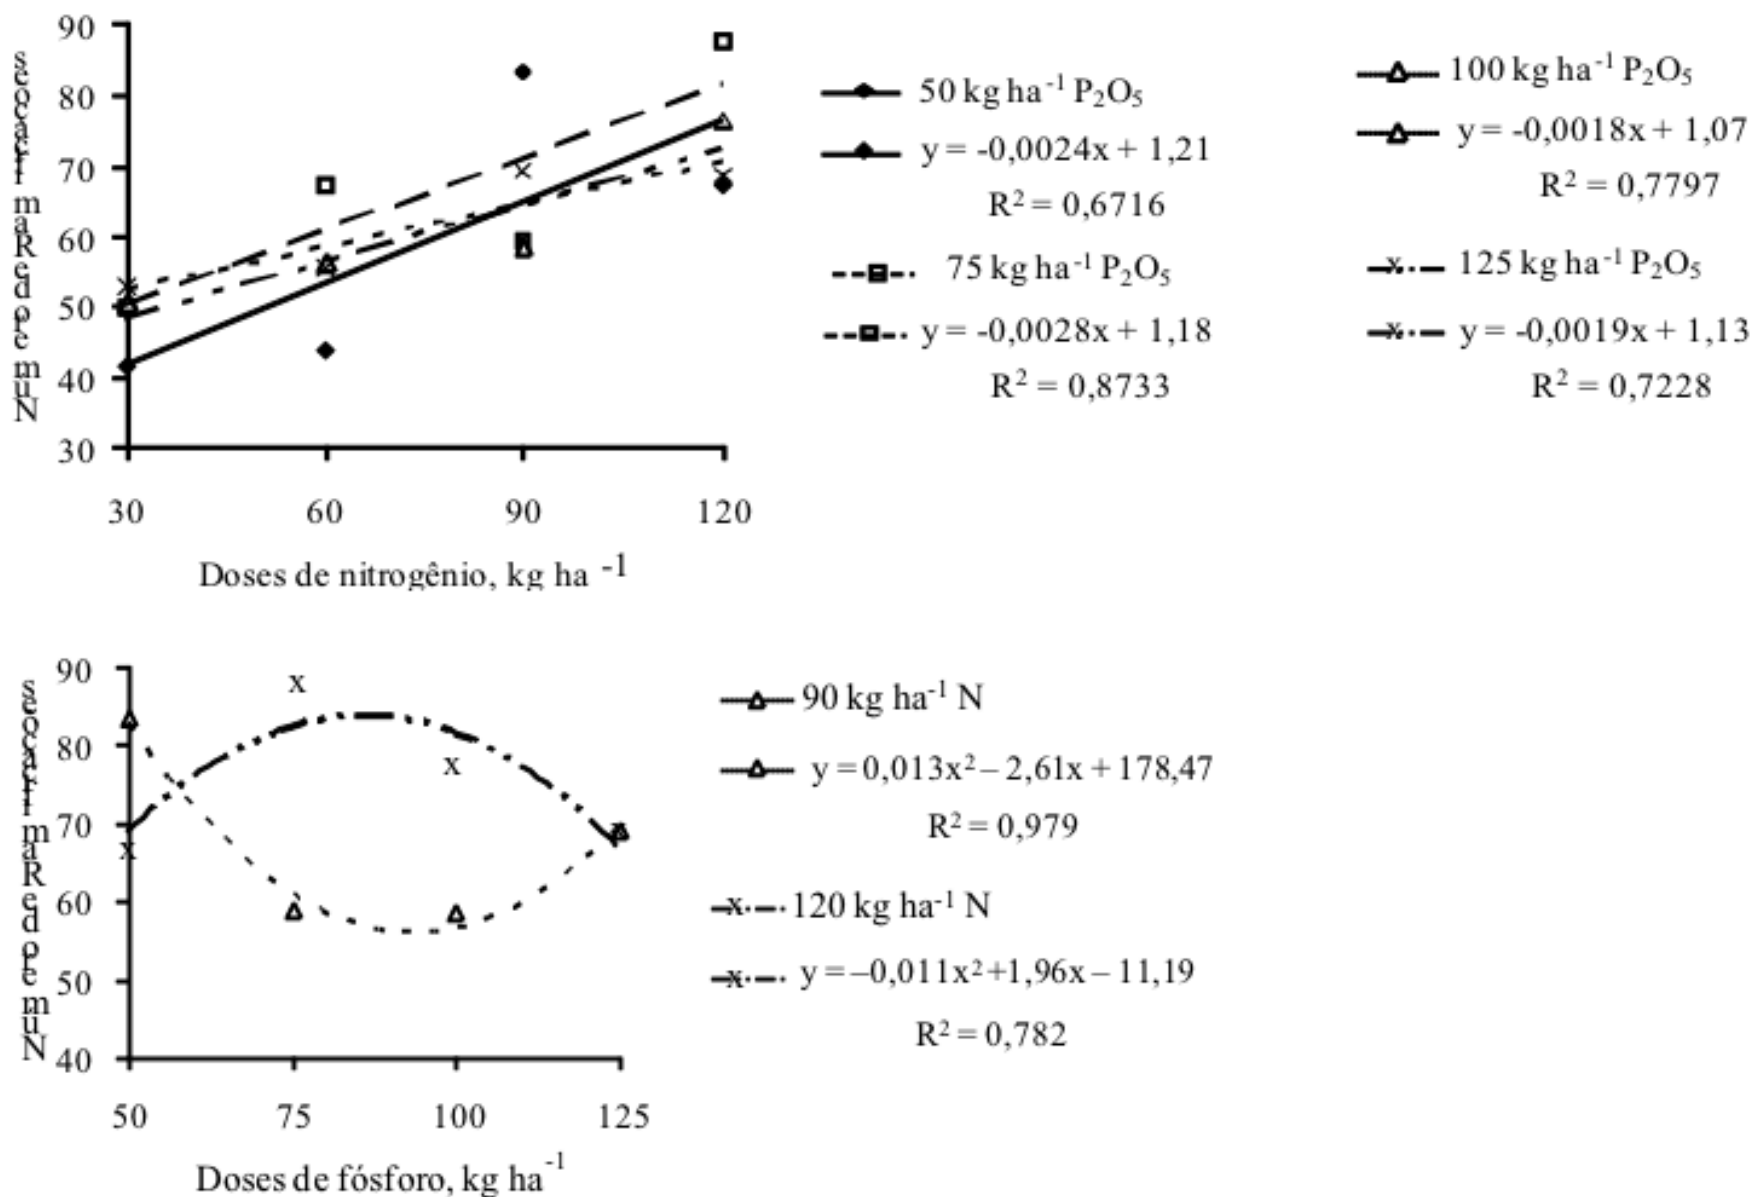 Número de Ramificações
90
80
70
60
50
40
30
30 60 90 120
Doses de nitrogênio, kg ha -1
50 kg ha-1 P2O5
y = -0,0024x + 1,21
R2 = 0,6716
75 kg ha-1 P2O5
y = -0,0028x + 1,18
R2 = 0,8733
100 kg ha-1 P2O5
y = -0,0018x + 1,07
R2 = 0,7797
125 kg ha-1 P2O5
y = -0,0019x + 1,13
R2 = 0,7228
Número de Ramificações
90
80
70
60
50
40
50 75 100 125
Doses de fósforo, kg ha-1
90 kg ha-1 N
y = 0,013x2 – 2,61x + 178,47
R2 = 0,979
120 kg ha-1 N
y = –0,011x2+1,96x – 11,19
R2 = 0,782